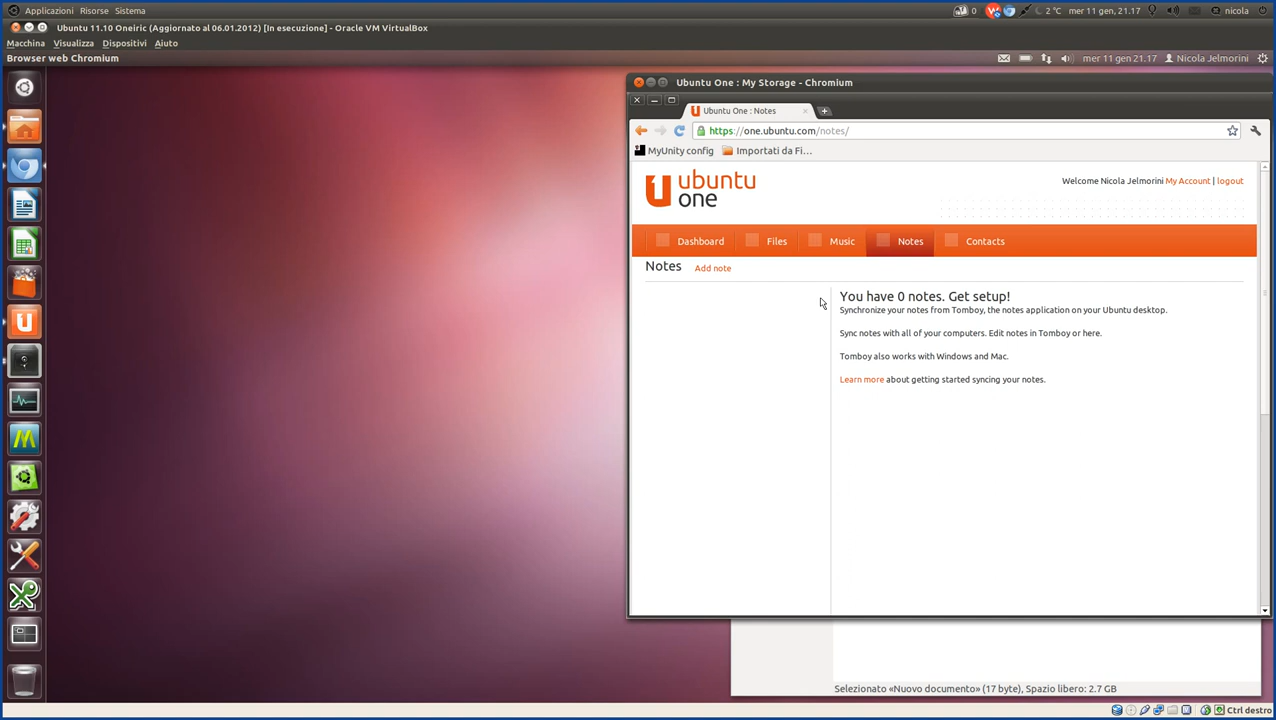 Applicazioni Risorse Sistema 0 2 °C mar 11 gen, 21.17 nicola
Ubuntu 11.10 Oneiric (Aggiornato al 06.01.2012) [In esecuzione] - Oracle VM VirtualBox
Macchina Visualizza Dispositivi Aiuto
Browser web Chromium mer 11 gen 21.17 Nicola Jelmorini
Ubuntu One : My Storage - Chromium
Ubuntu One : Notes
https://one.ubuntu.com/notes/
MyUnity config Importati da Fi...
ubuntu
one
Welcome Nicola Jelmorini My Account | logout
Dashboard Files Music Notes Contacts
Notes Add note
You have 0 notes. Get setup!
Synchronize your notes from Tomboy, the notes application on your Ubuntu desktop.
Sync notes with all of your computers. Edit notes in Tomboy or here.
Tomboy also works with Windows and Mac.
Learn more about getting started syncing your notes.
Selezionato «Nuovo documento» (17 byte), Spazio libero: 2.7 GB
Ctrl destro